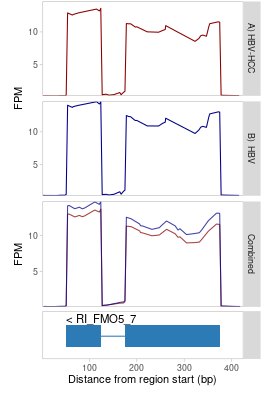 A) HBV-HCC
FPM
10
5
B) HBV
10
5
Combined
FPM
10
5
< RI_FMO5_7
100
200
300
400
Distance from region start (bp)